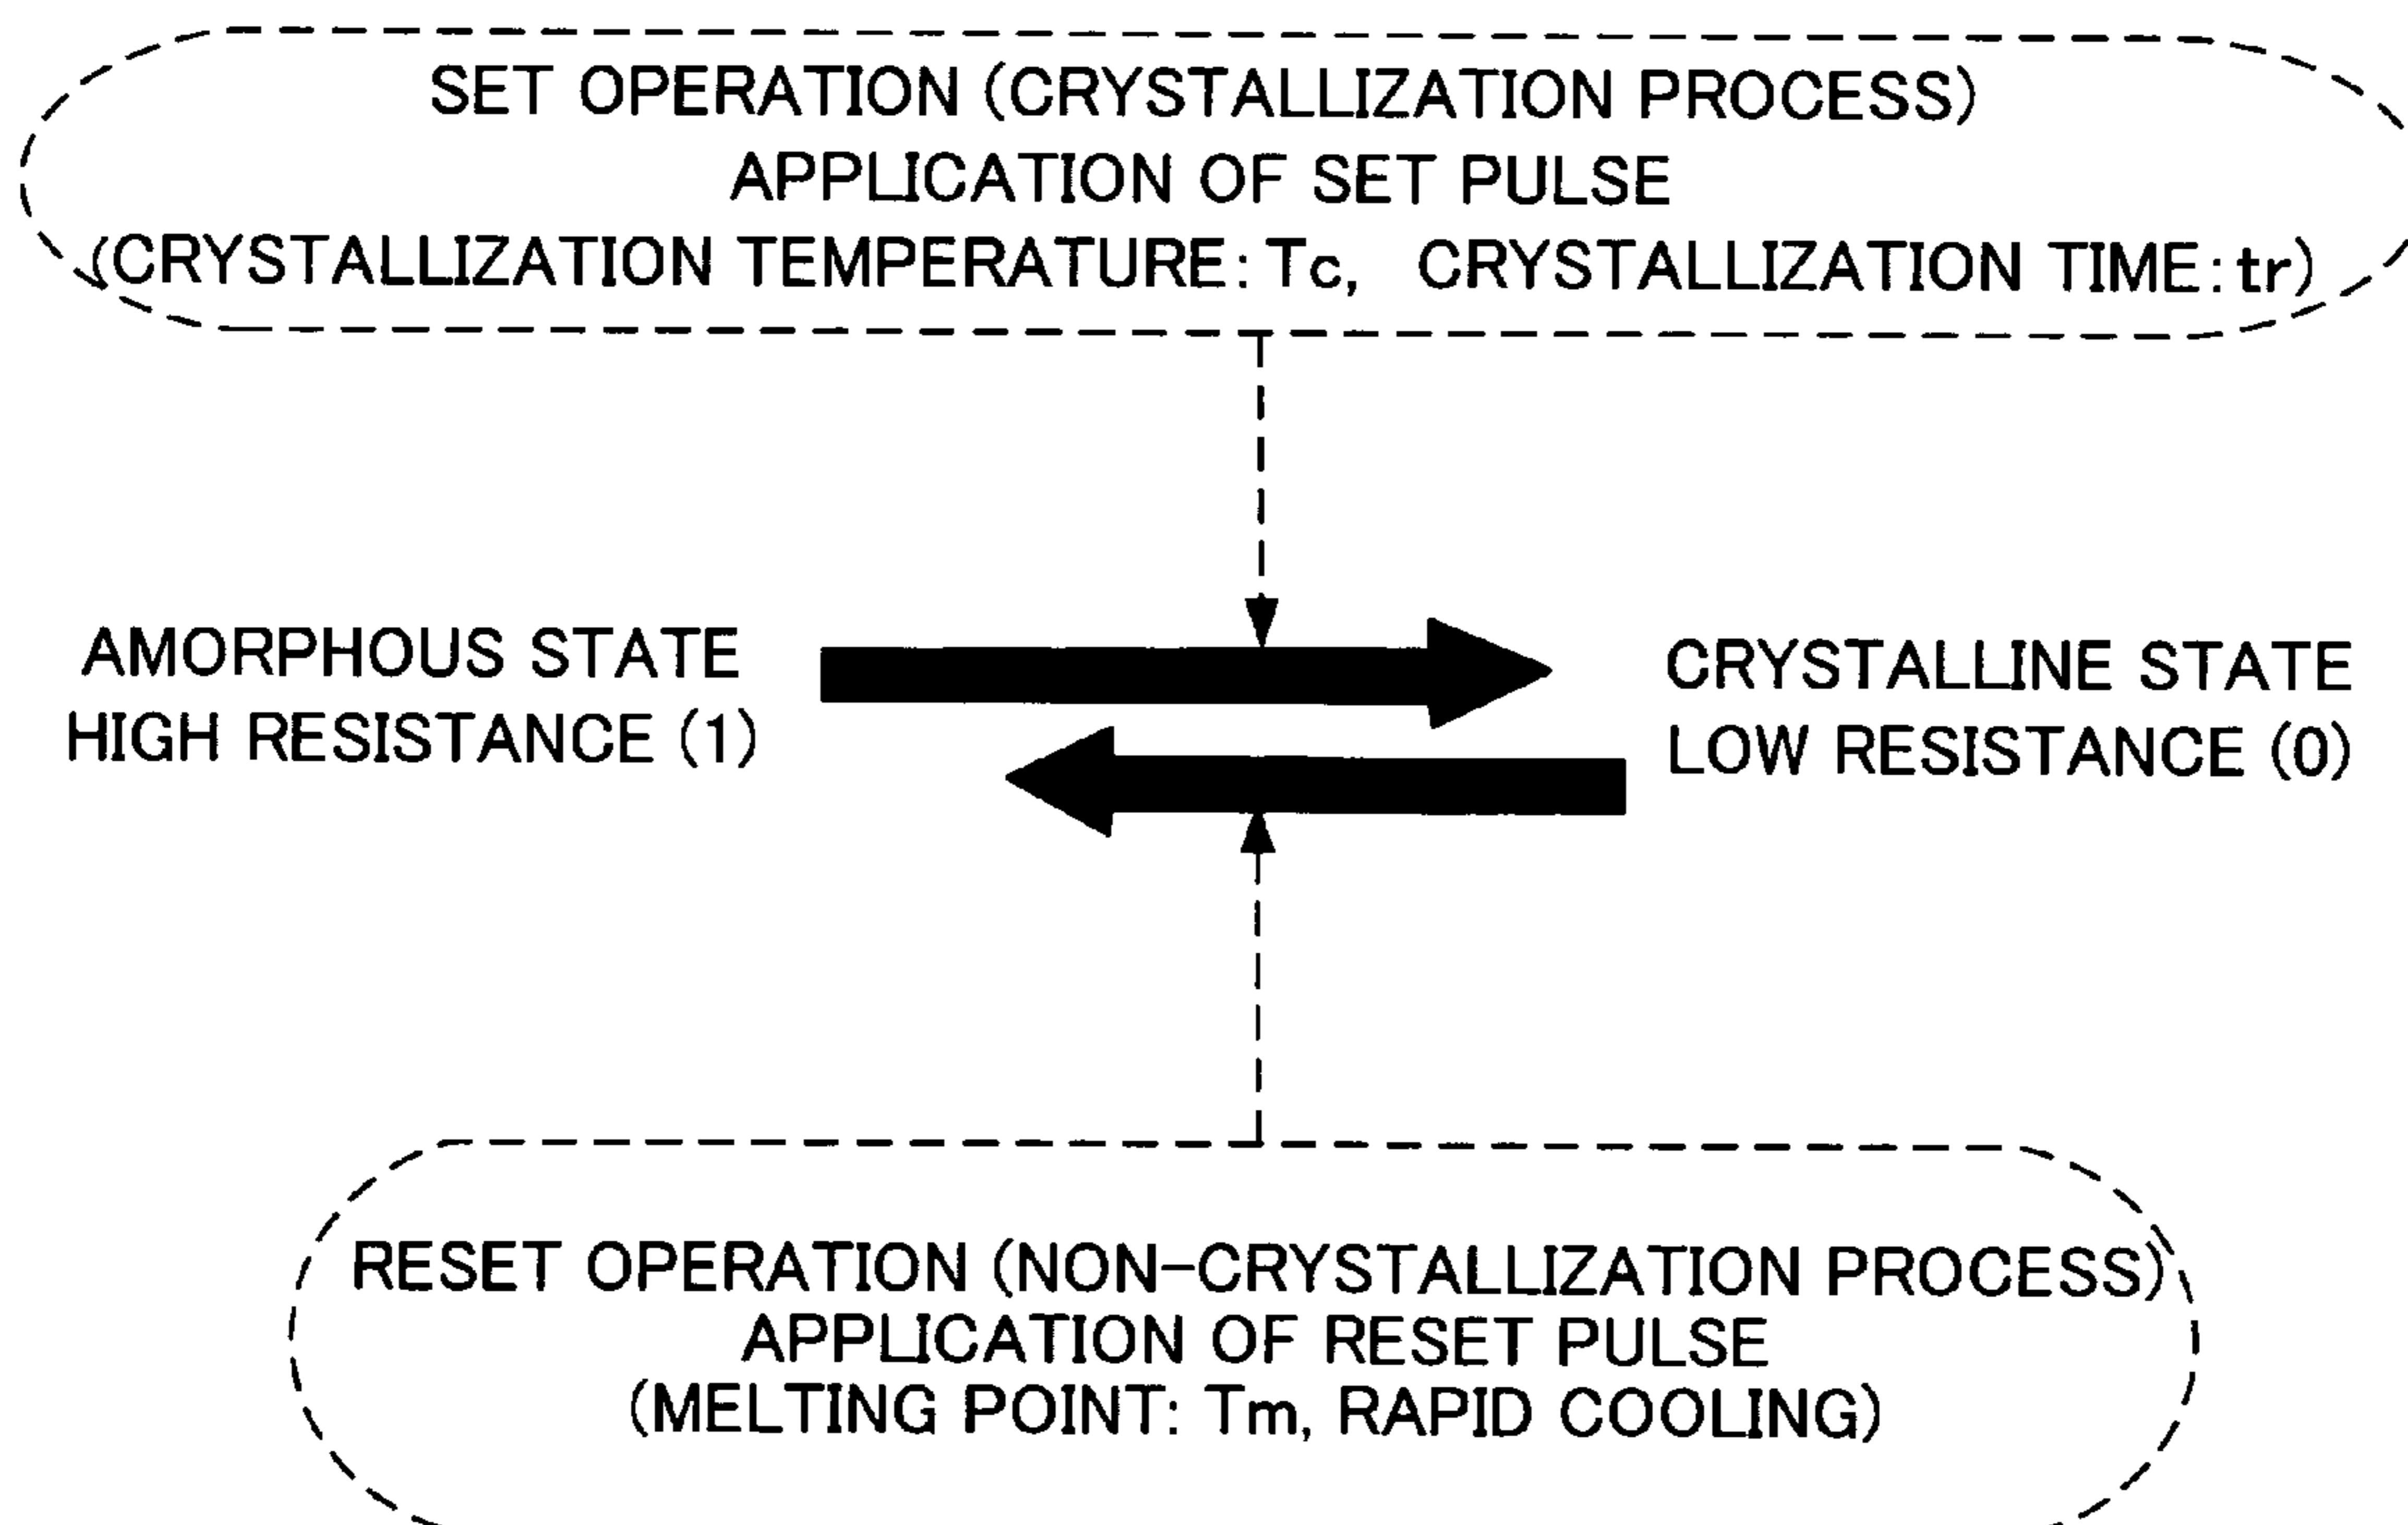 SET OPERATION (CRYSTALLIZATION PROCESS)
APPLICATION OF SET PULSE
(CRYSTALLIZATION TEMPERATURE: Tc, CRYSTALLIZATION TIME: tr)
AMORPHOUS STATE
HIGH RESISTANCE (1)
CRYSTALLINE STATE
LOW RESISTANCE (0)
RESET OPERATION (NON-CRYSTALLIZATION PROCESS)
APPLICATION OF RESET PULSE
(MELTING POINT: Tm, RAPID COOLING)